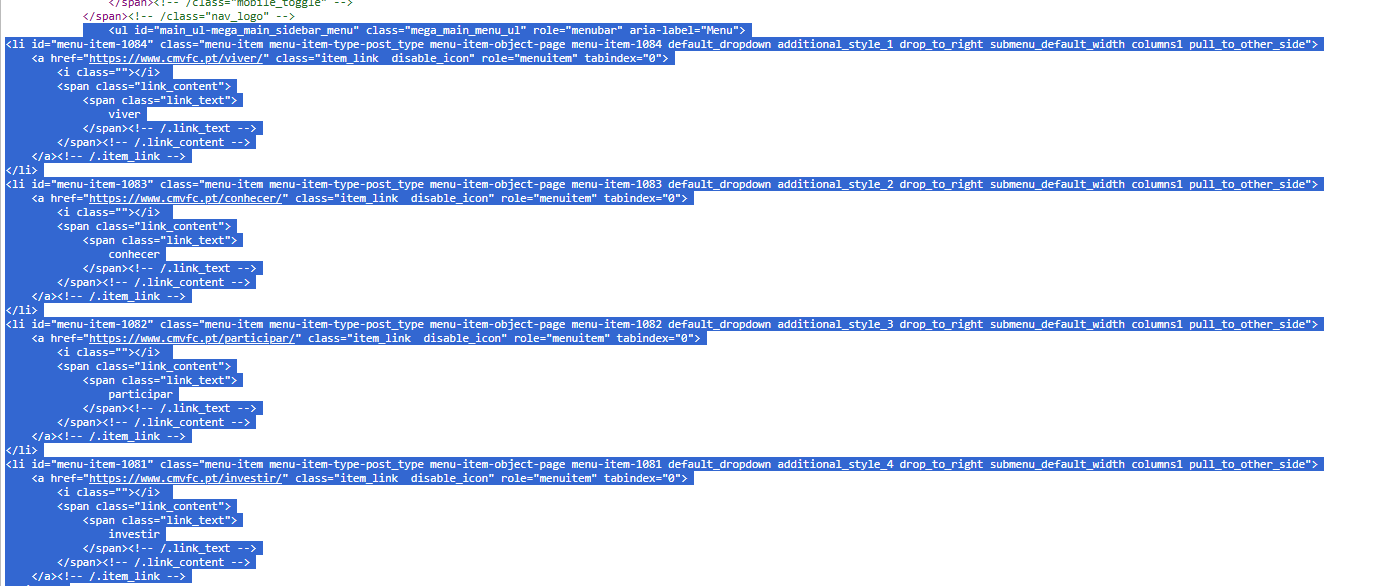 </span><!-- /class="mobile_toggle" -->
</span><!-- /class="nav_logo" -->
<ul id="main_ul-mega_main_sidebar_menu" class="mega_main_menu_ul" role="menubar" aria-label="Menu">
<li id="menu-item-1084" class="menu-item menu-item-type-post_type menu-item-object-page menu-item-1084 default_dropdown additional_style_1 drop_to_right submenu_default_width columns1 pull_to_other_side">
<a href="https://www.cmvfc.pt/viver/" class="item_link  disable_icon" role="menuitem" tabindex="0">
<i class=""></i>
<span class="link_content">
<span class="link_text">
viver
</span><!-- /.link_text -->
</span><!-- /.link_content -->
</a><!-- /.item_link -->
</li>
<li id="menu-item-1083" class="menu-item menu-item-type-post_type menu-item-object-page menu-item-1083 default_dropdown additional_style_2 drop_to_right submenu_default_width columns1 pull_to_other_side">
<a href="https://www.cmvfc.pt/conhecer/" class="item_link  disable_icon" role="menuitem" tabindex="0">
<i class=""></i>
<span class="link_content">
<span class="link_text">
conhecer
</span><!-- /.link_text -->
</span><!-- /.link_content -->
</a><!-- /.item_link -->
</li>
<li id="menu-item-1082" class="menu-item menu-item-type-post_type menu-item-object-page menu-item-1082 default_dropdown additional_style_3 drop_to_right submenu_default_width columns1 pull_to_other_side">
<a href="https://www.cmvfc.pt/participar/" class="item_link  disable_icon" role="menuitem" tabindex="0">
<i class=""></i>
<span class="link_content">
<span class="link_text">
participar
</span><!-- /.link_text -->
</span><!-- /.link_content -->
</a><!-- /.item_link -->
</li>
<li id="menu-item-1081" class="menu-item menu-item-type-post_type menu-item-object-page menu-item-1081 default_dropdown additional_style_4 drop_to_right submenu_default_width columns1 pull_to_other_side">
<a href="https://www.cmvfc.pt/investir/" class="item_link  disable_icon" role="menuitem" tabindex="0">
<i class=""></i>
<span class="link_content">
<span class="link_text">
investir
</span><!-- /.link_text -->
</span><!-- /.link_content -->
</a><!-- /.item_link -->